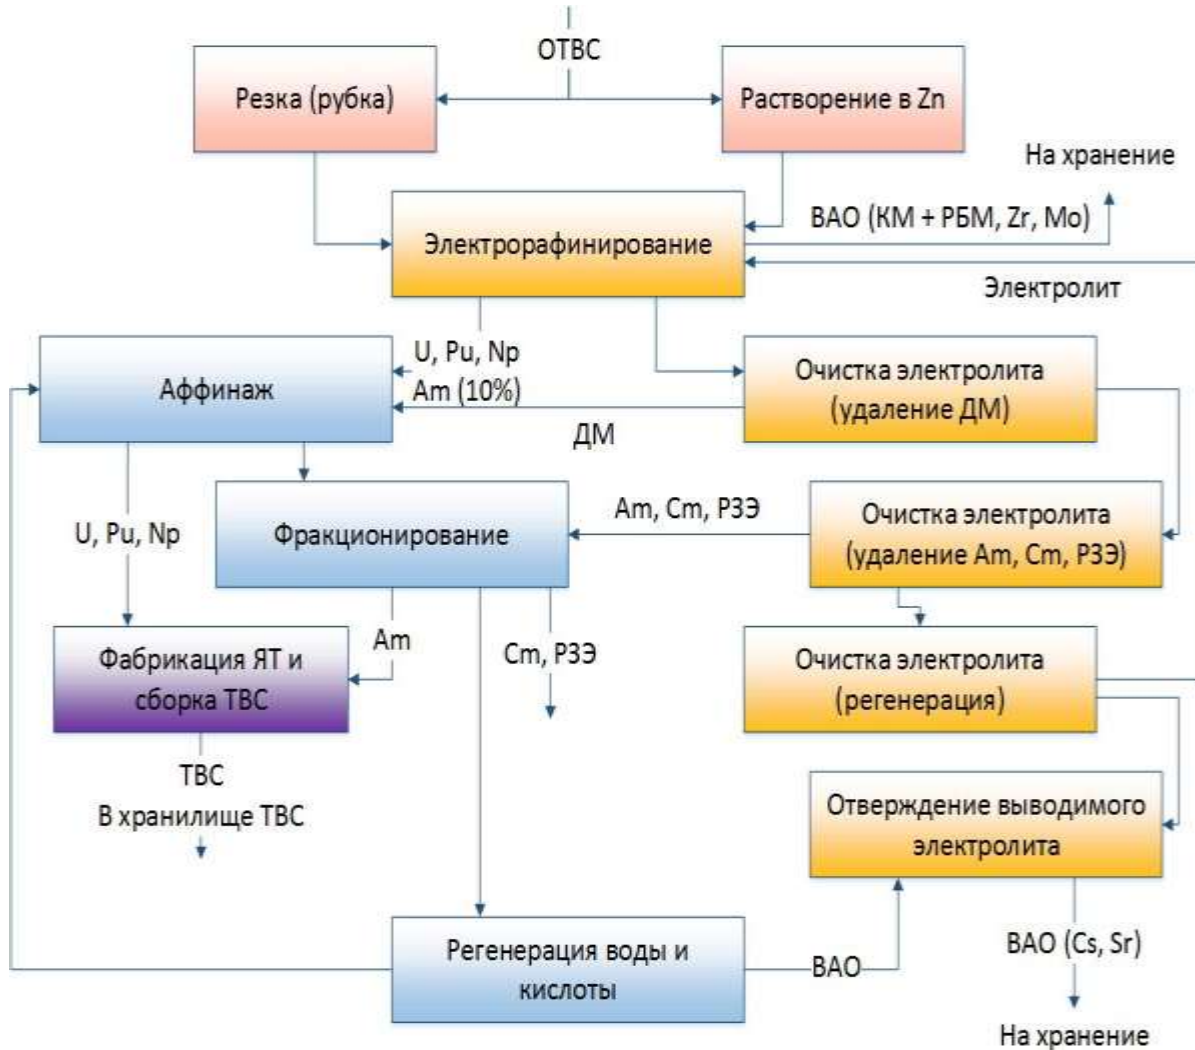 ОТВС
Резка (рубка)
Растворение в Zn
На хранение
ВАО (КМ + РБМ, Zr, Mo)
Электрорафинирование
Электролит
U, Pu, Np
Am (10%)
Аффинаж
Очистка электролита
(удаление ДМ)
ДМ
U, Pu, Np
Фракционирование
Am, Cm, РЗЭ
Очистка электролита
(удаление Am, Cm, РЗЭ)
Фабрикация ЯТ и
сборка ТВС
Am
Cm, РЗЭ
Очистка электролита
(регенерация)
ТВС
В хранилище ТВС
Отверждение выводимого
электролита
Регенерация воды и
кислоты
ВАО
ВАО (Cs, Sr)
На хранение